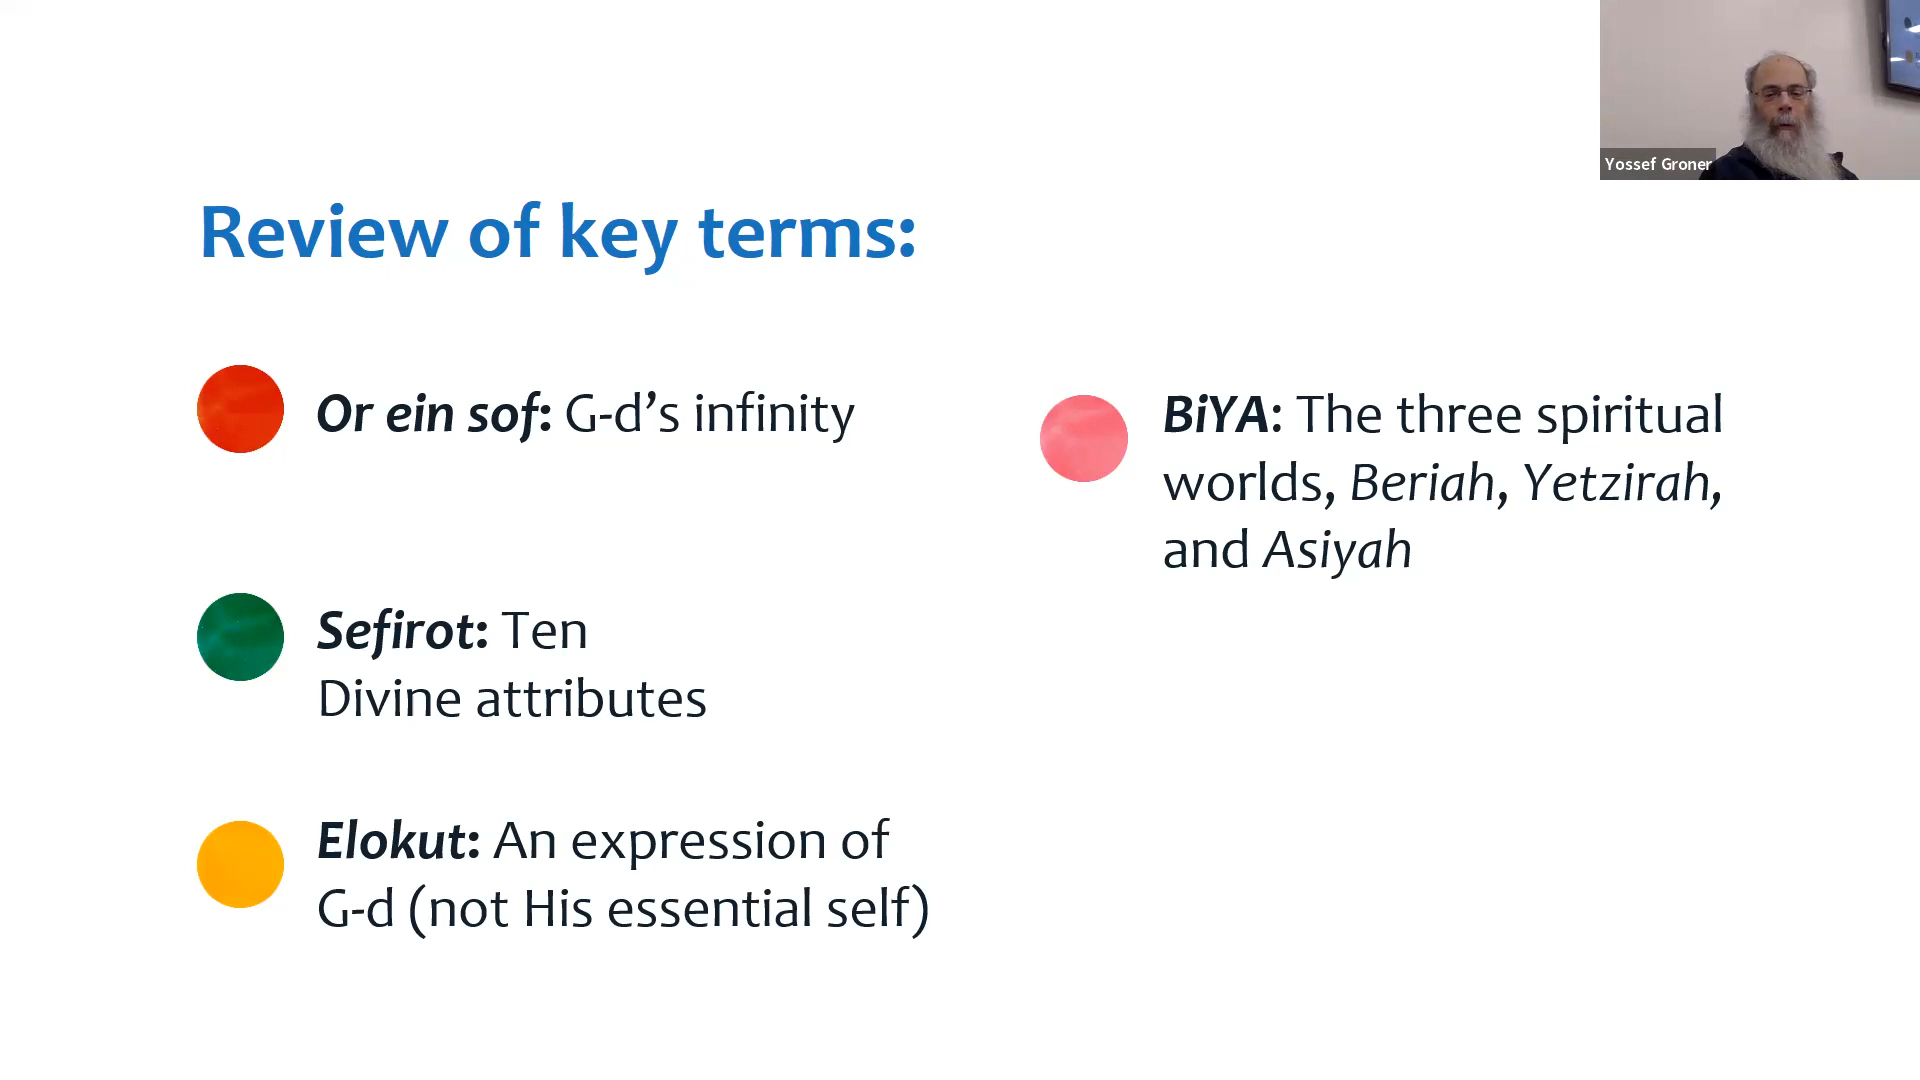 Yossef Groner
Review of key terms:
Or ein sof: G-d’s infinity
Sefirot: Ten
Divine attributes
Elokut: An expression of
G-d (not His essential self)
BiYA: The three spiritual
worlds, Beriah, Yetzirah,
and Asiyah